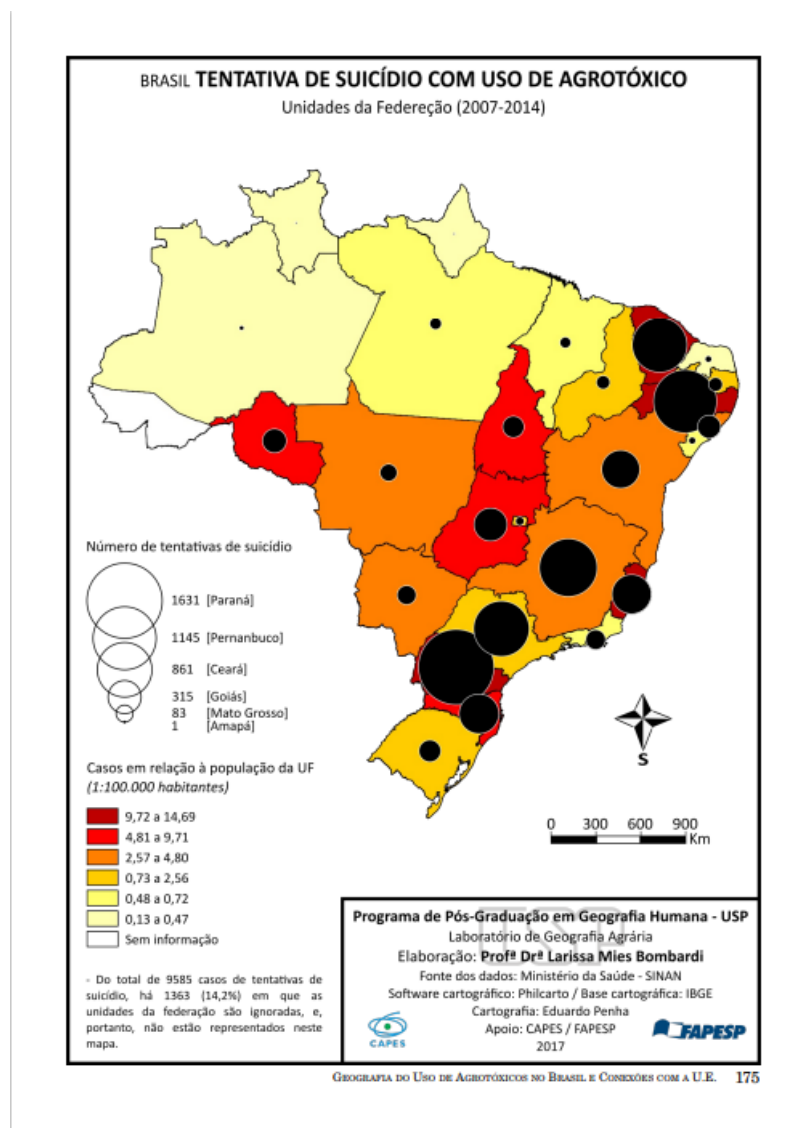 BRASIL TENTATIVA DE SUICÍDIO COM USO DE AGROTÓXICO
Unidades da Federeção (2007-2014)
Número de tentativas de suicídio
1631 [Paraná]
1145 [Pernanbuco]
861 [Ceará]
315 [Goiás]
83 [Mato Grosso]
1 [Amapá]
Casos em relação à população da UF
(1:100.000 habitantes)
9,72 a 14,69
4,81 a 9,71
2,57 a 4,80
0,73 a 2,56
0,48 a 0,72
0,13 a 0,47
Sem informação
- Do total de 9585 casos de tentativas de
suicídio, há 1363 (14,2%) em que as
unidades da federação são ignoradas, e,
portanto, não estão representados neste
mapa.
S
0 300 600 900
Km
USP
Programa de Pós-Graduação em Geografia Humana - USP
Laboratório de Geografia Agrária
Elaboração: Profª Drª Larissa Mies Bombardi
Fonte dos dados: Ministério da Saúde - SINAN
Software cartográfico: Philcarto / Base cartográfica: IBGE
Cartografia: Eduardo Penha
Apoio: CAPES / FAPESP
2017
CAPES
FAPESP
GEOGRAFIA DO USO DE AGROTÓXICOS NO BRASIL E CONEXÕES COM A U.E. 175